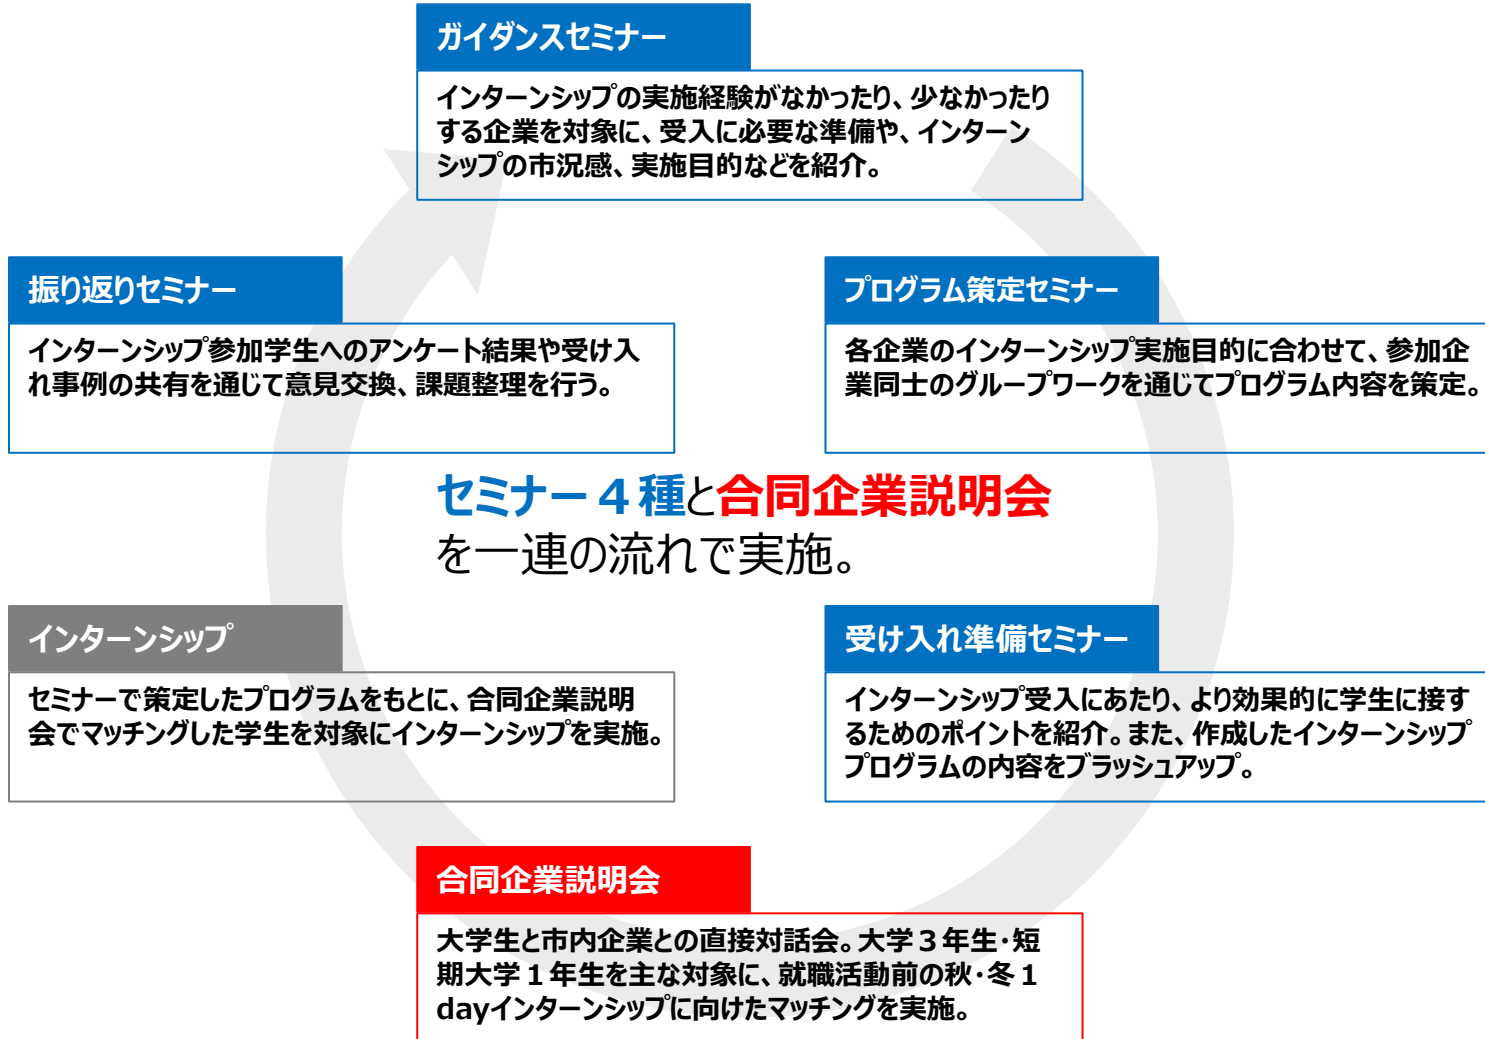 ガイダンスセミナー
インターンシップの実施経験がなかったり、少なかったり
する企業を対象に、受入に必要な準備や、インターン
シップの市況感、実施目的などを紹介。
振り返りセミナー
インターンシップ参加学生へのアンケート結果や受け入
れ事例の共有を通じて意見交換、課題整理を行う。
プログラム策定セミナー
各企業のインターンシップ実施目的に合わせて、参加企
業同士のグループワークを通じてプログラム内容を策定。
セミナー４種と合同企業説明会
を一連の流れで実施。
インターンシップ
セミナーで策定したプログラムをもとに、合同企業説明
会でマッチングした学生を対象にインターンシップを実施。
受け入れ準備セミナー
インターンシップ受入にあたり、より効果的に学生に接す
るためのポイントを紹介。また、作成したインターンシップ
プログラムの内容をブラッシュアップ。
合同企業説明会
大学生と市内企業との直接対話会。大学３年生・短
期大学１年生を主な対象に、就職活動前の秋・冬１
dayインターンシップに向けたマッチングを実施。